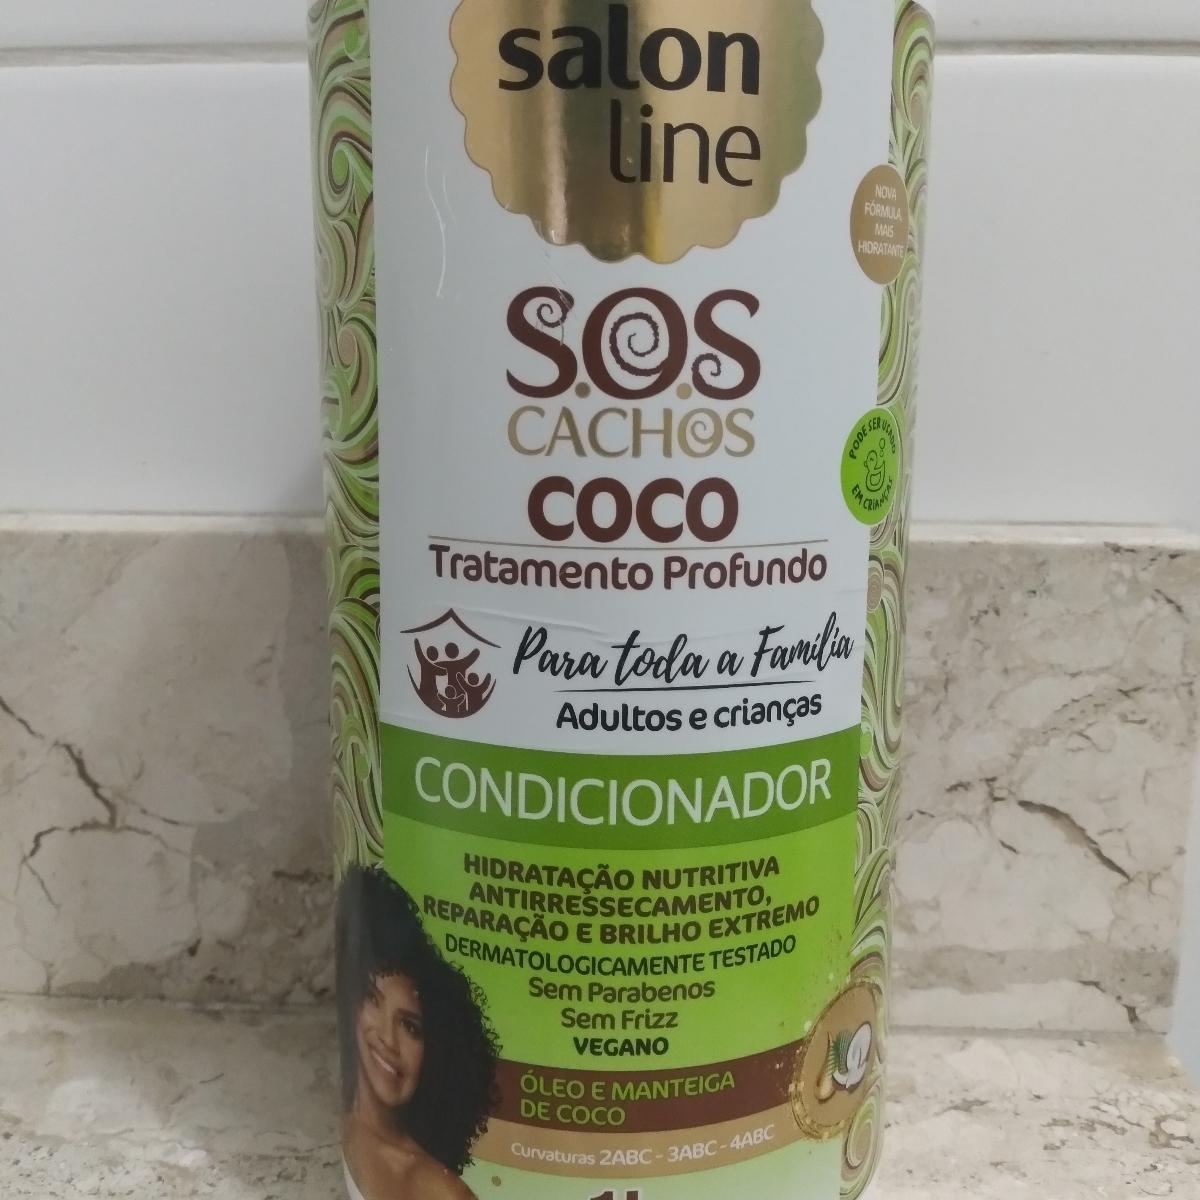 salon
line
NOVA
FÓRMULA,
MAIS
HIDRATANTE
S.O.S
CACHOS
COCO
PODE SER USADO
EM CRIANÇAS
Tratamento Profundo
Para toda a Família
Adultos e crianças
CONDICIONADOR
HIDRATAÇÃO NUTRITIVA
ANTIRRESSECAMENTO,
REPARAÇÃO E BRILHO EXTREMO
DERMATOLOGICAMENTE TESTADO
Sem Parabenos
Sem Frizz
VEGANO
ÓLEO E MANTEIGA
DE COCO
Curvaturas 2ABC - 3ABC - 4ABC
1L